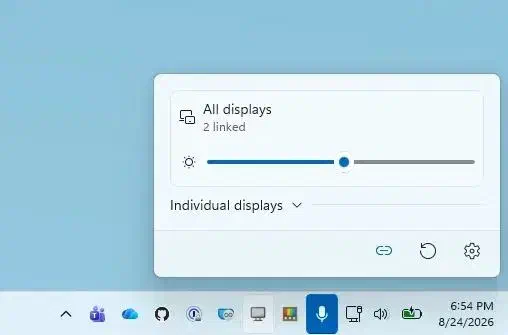 All displays
2 linked
Individual displays
6:54 PM
8/24/2026